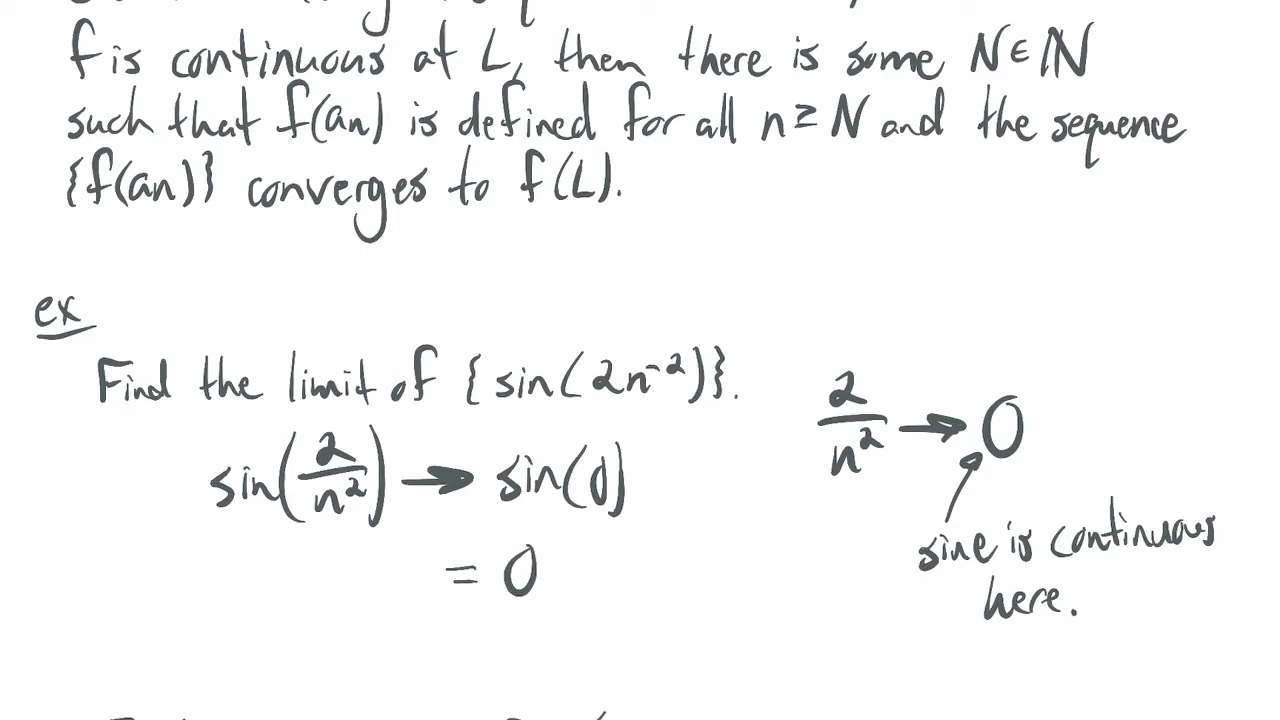 f is continuous at L, then there is some N ∈ ℕ
such that f(an) is defined for all n ≥ N and the sequence
{f(an)} converges to f(L).
ex
Find the limit of {sin(2n⁻²)}.
sin(2/n²) → sin(0)
= 0
2/n² → 0
sine is continuous
here.